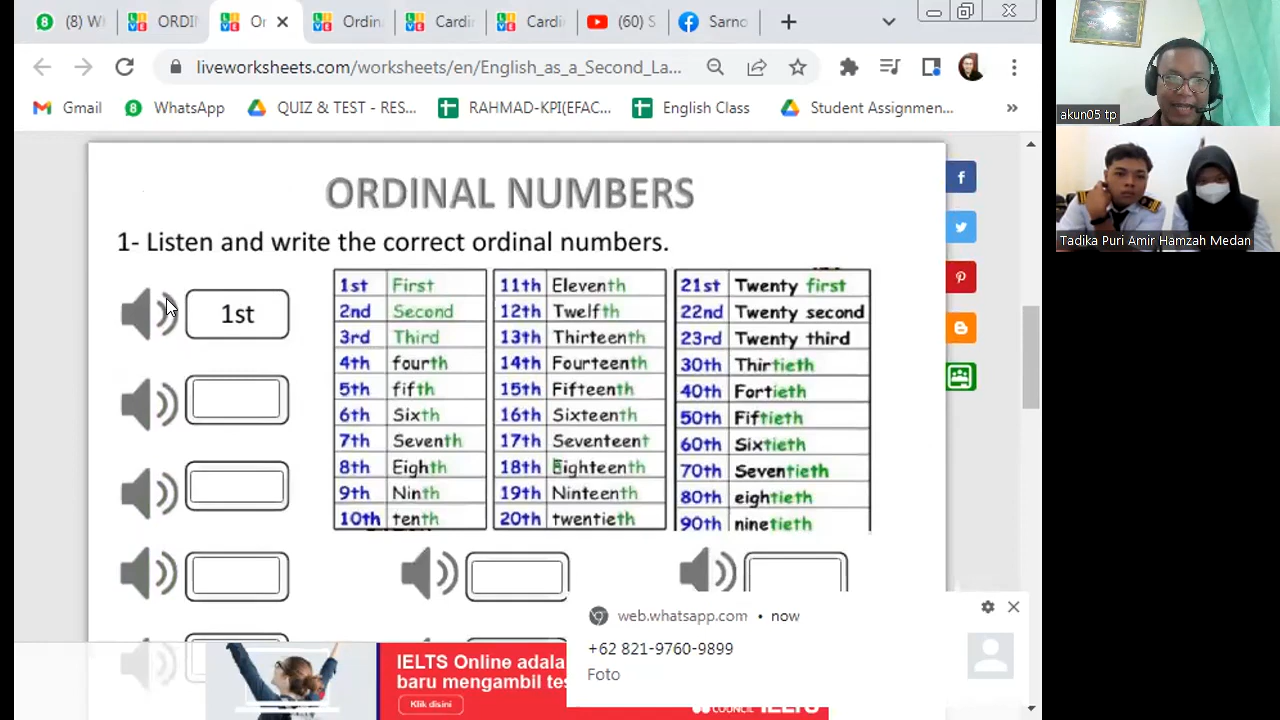 (8) W
ORDIN
Or
Ordin
Cardin
Cardi
(60) S
Sarno
liveworksheets.com/worksheets/en/English_as_a_Second_La...
Gmail
WhatsApp
QUIZ & TEST - RES...
RAHMAD-KPI(EFAC...
English Class
Student Assignmen...
»
akun05 tp
Tadika Puri Amir Hamzah Medan
ORDINAL NUMBERS
1- Listen and write the correct ordinal numbers.
1st
1st First
2nd Second
3rd Third
4th fourth
5th fifth
6th Sixth
7th Seventh
8th Eighth
9th Ninth
10th tenth
11th Eleventh
12th Twelfth
13th Thirteenth
14th Fourteenth
15th Fifteenth
16th Sixteenth
17th Seventeent
18th Eighteenth
19th Ninteenth
20th twentieth
21st Twenty first
22nd Twenty second
23rd Twenty third
30th Thirtieth
40th Fortieth
50th Fiftieth
60th Sixtieth
70th Seventieth
80th eightieth
90th ninetieth
web.whatsapp.com • now
+62 821-9760-9899
Foto
IELTS Online adala
baru mengambil tes
Klik disini
COUNCIL IELTS